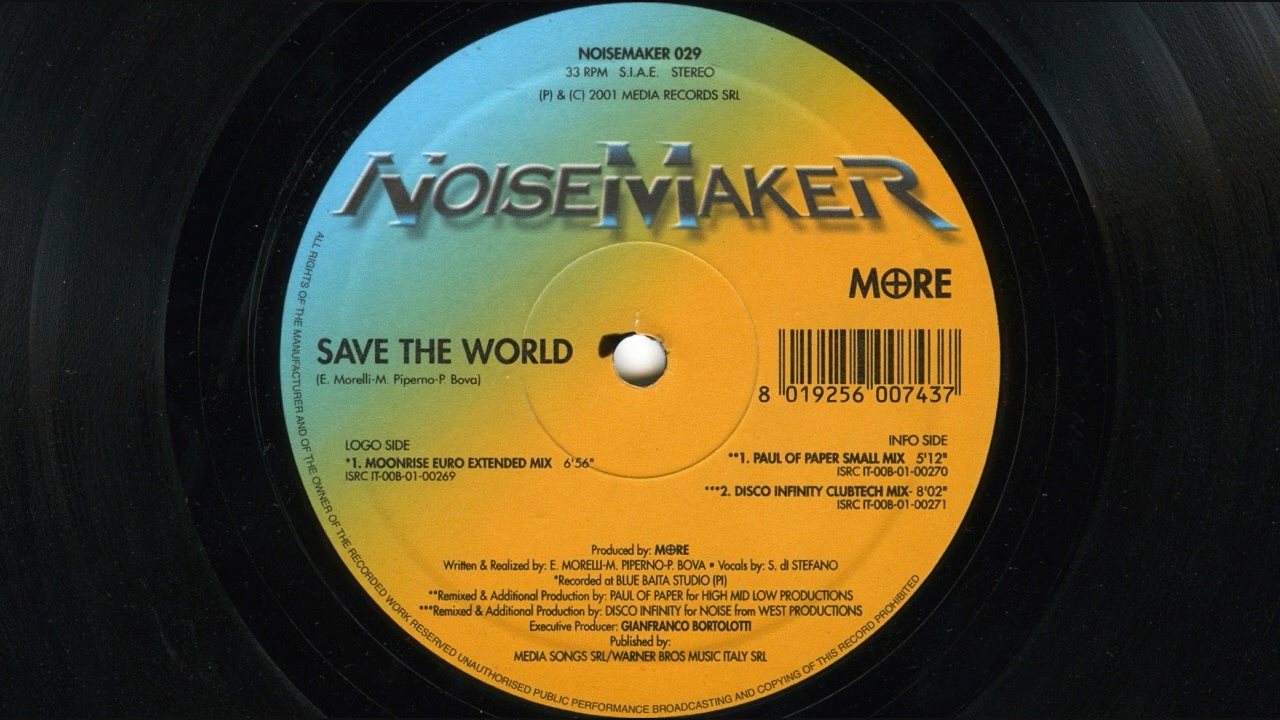 NOISEMAKER 029
33 RPM S.I.A.E. STEREO
(P) & (C) 2001 MEDIA RECORDS SRL
NOISEMAKER
M⊕RE
SAVE THE WORLD
(E. Morelli-M. Piperno-P. Bova)
8 019256 007437
LOGO SIDE
*1. MOONRISE EURO EXTENDED MIX 6'56"
ISRC IT-00B-01-00269
INFO SIDE
**1. PAUL OF PAPER SMALL MIX 5'12"
ISRC IT-00B-01-00270
***2. DISCO INFINITY CLUBTECH MIX- 8'02"
ISRC IT-00B-01-00271
Produced by: M⊕RE
Written & Realized by: E. MORELLI-M. PIPERNO-P. BOVA • Vocals by: S. dI STEFANO
*Recorded at BLUE BAITA STUDIO (PI)
**Remixed & Additional Production by: PAUL OF PAPER for HIGH MID LOW PRODUCTIONS
***Remixed & Additional Production by: DISCO INFINITY for NOISE from WEST PRODUCTIONS
Executive Producer: GIANFRANCO BORTOLOTTI
Published by:
MEDIA SONGS SRL/WARNER BROS MUSIC ITALY SRL
ALL RIGHTS OF THE MANUFACTURER AND OF THE OWNER OF THE RECORDED WORK RESERVED UNAUTHORISED PUBLIC PERFORMANCE BROADCASTING AND COPYING OF THIS RECORD PROHIBITED